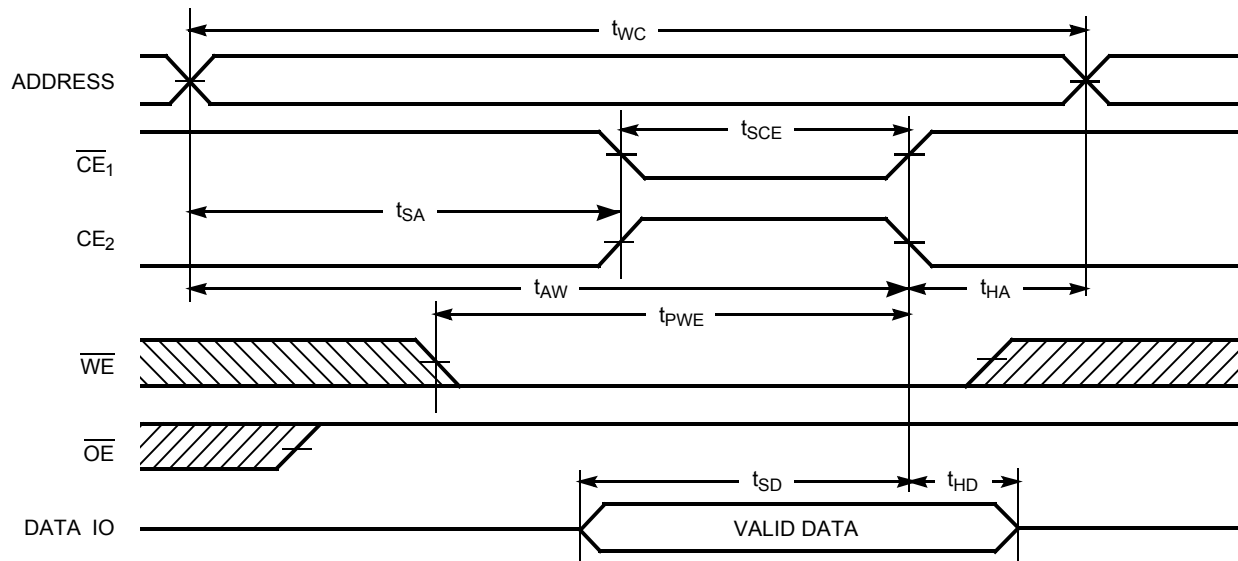 tWC
ADDRESS
tSCE
CE1
tSA
CE2
tAW
tHA
tPWE
WE
OE
tSD
tHD
DATA IO
VALID DATA